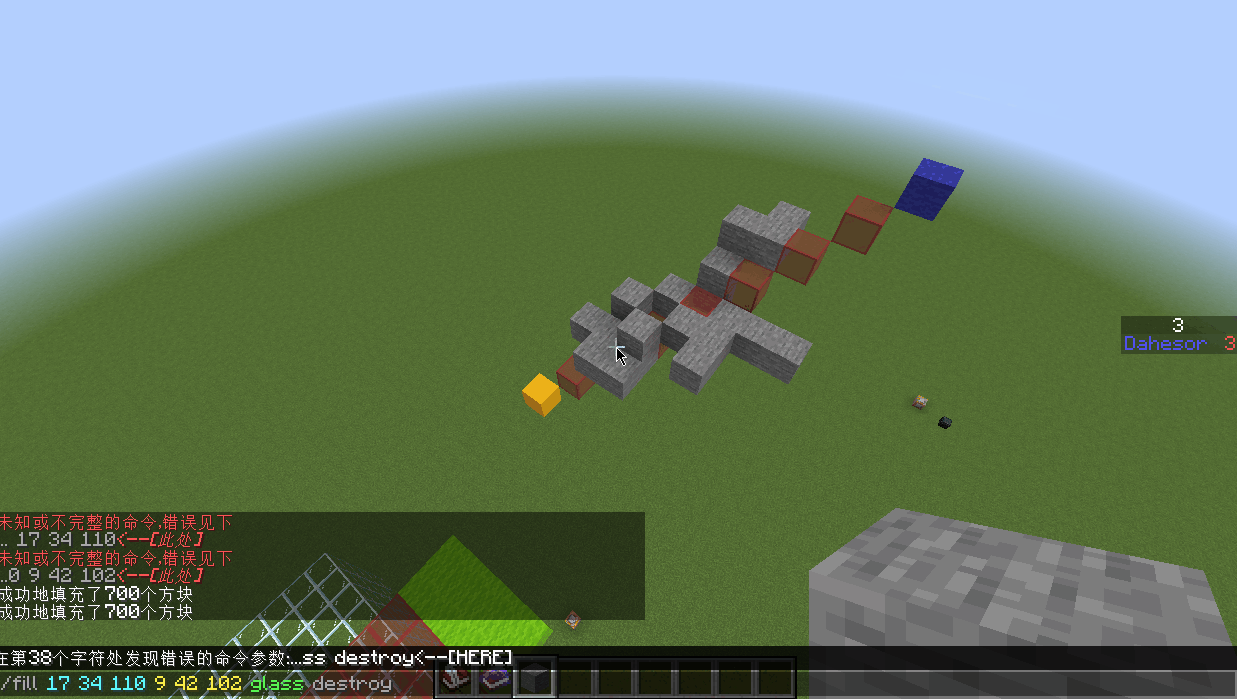 3
Dahesor 3
未知或不完整的命令,错误见下
.. 17 34 110<--[此处]
未知或不完整的命令,错误见下
..0 9 42 102<--[此处]
成功地填充了700个方块
成功地填充了700个方块
在第38个字符处发现错误的命令参数:...ss destroy<--[HERE]
/fill 17 34 110 9 42 102 glass destroy